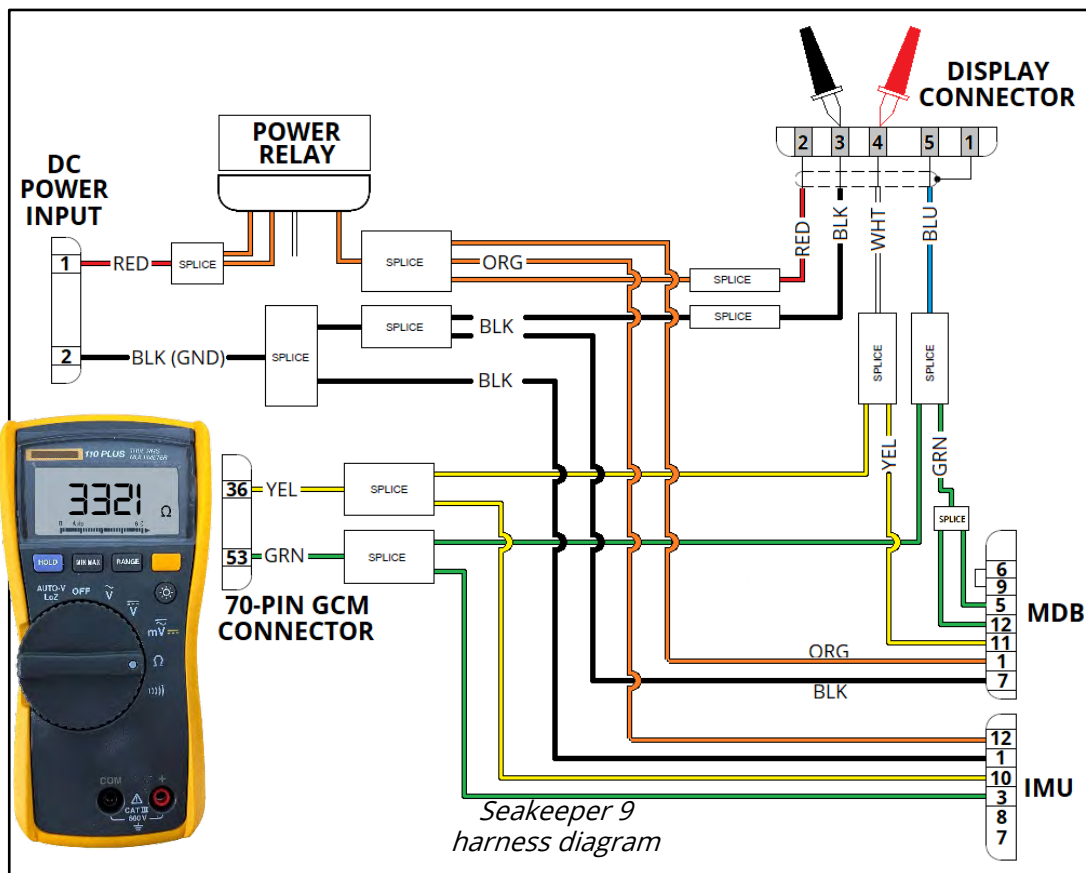 DISPLAY
CONNECTOR
POWER
RELAY
2 3 4 5 1
DC
POWER
INPUT
RED BLK WHT BLU
1 RED SPLICE
SPLICE ORG
SPLICE
SPLICE BLK SPLICE
2 BLK (GND) SPLICE
BLK
SPLICE SPLICE
YEL GRN
110 PLUS TRUE RMS
MULTIMETER
3321 Ω
36 YEL SPLICE
SPLICE
53 GRN SPLICE
HOLD MIN MAX RANGE
AUTO-V
LoZ
OFF
V
V
mV
Ω
70-PIN GCM
CONNECTOR
6
9
5
12
11
1
7
MDB
ORG
BLK
COM
+
CAT III
600 V
12
1
10
3
8
7
IMU
Seakeeper 9
harness diagram